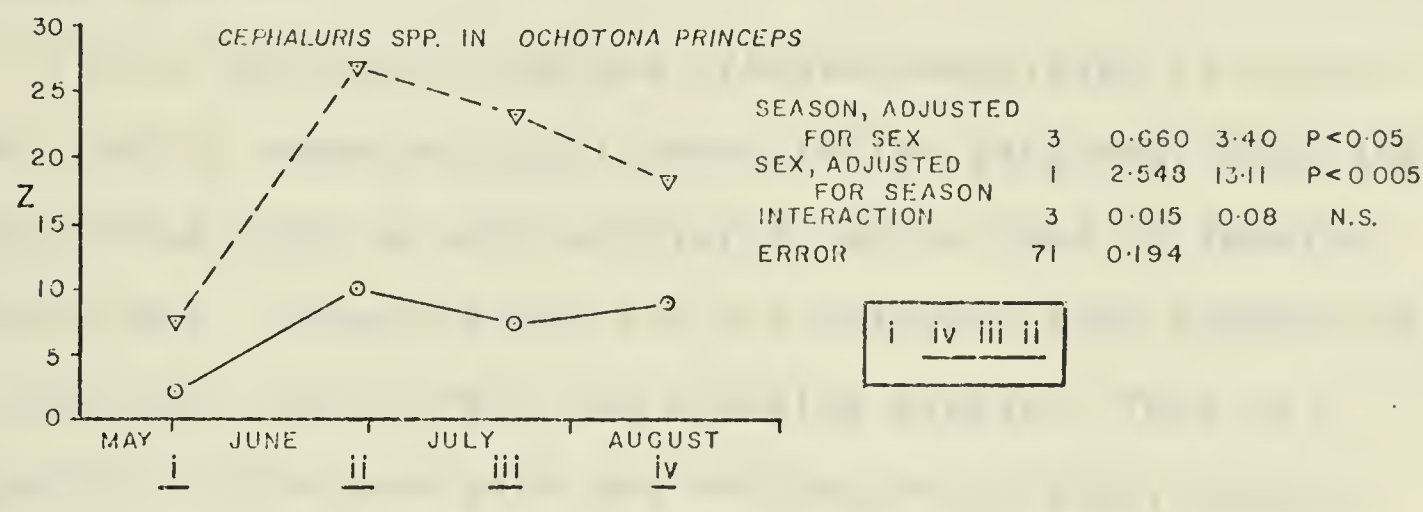 CEPHALURIS SPP. IN OCHOTONA PRINCEPS
30
25
20
15
10
5
0
Z
MAY JUNE JULY AUGUST
i ii iii iv
SEASON, ADJUSTED
FOR SEX 3 0·660 3·40 P<0·05
SEX, ADJUSTED 1 2·548 13·11 P<0·005
FOR SEASON
INTERACTION 3 0·015 0·08 N.S.
ERROR 71 0·194
i iv iii ii